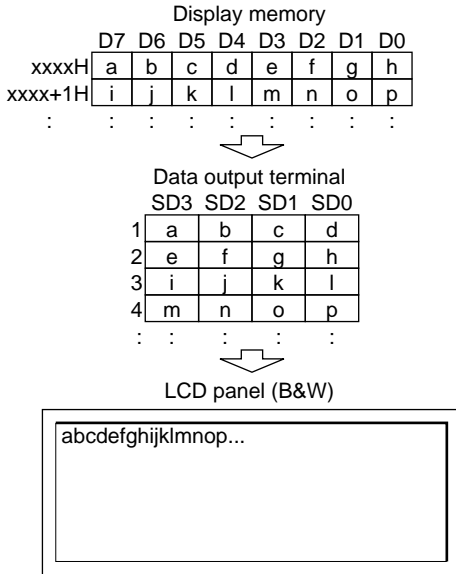 Display memory
D7 D6 D5 D4 D3 D2 D1 D0
xxxxH a b c d e f g h
xxxx+1H i j k l m n o p
: : : : : : : : :
Data output terminal
SD3 SD2 SD1 SD0
1 a b c d
2 e f g h
3 i j k l
4 m n o p
: : : : :
LCD panel (B&W)
abcdefghijklmnop...